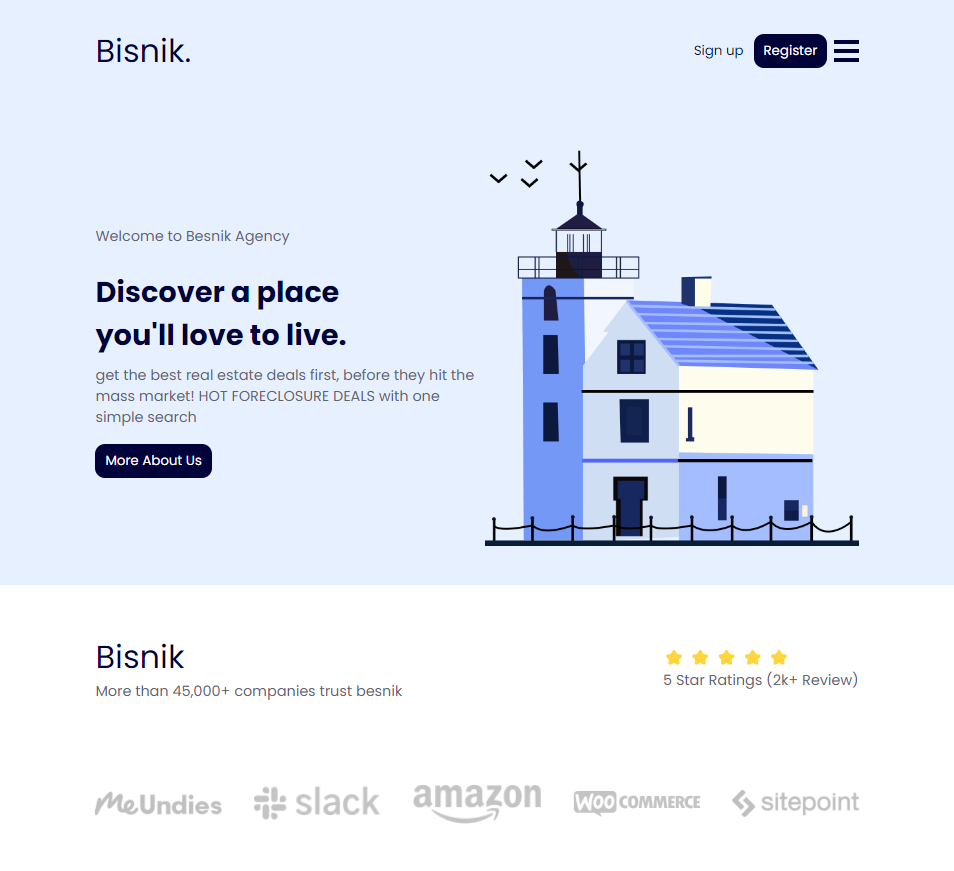 Bisnik.
Sign up
Register
Welcome to Besnik Agency
Discover a place
you'll love to live.
get the best real estate deals first, before they hit the
mass market! HOT FORECLOSURE DEALS with one
simple search
More About Us
Bisnik
More than 45,000+ companies trust besnik
5 Star Ratings (2k+ Review)
MeUndies
slack
amazon
WOO COMMERCE
sitepoint